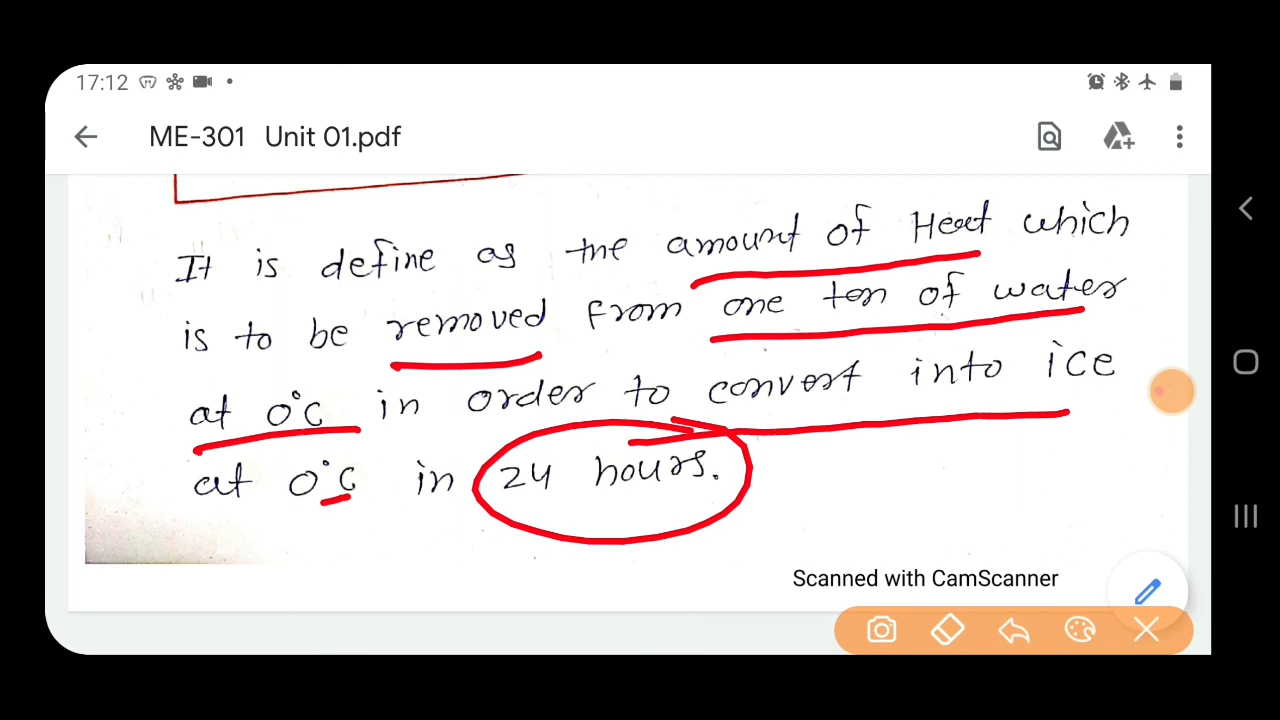 17:12
ME-301 Unit 01.pdf
It is define as the amount of Heat which
is to be removed from one ton of water
at 0°C in order to convert into ice
at 0°C in 24 hours.
Scanned with CamScanner